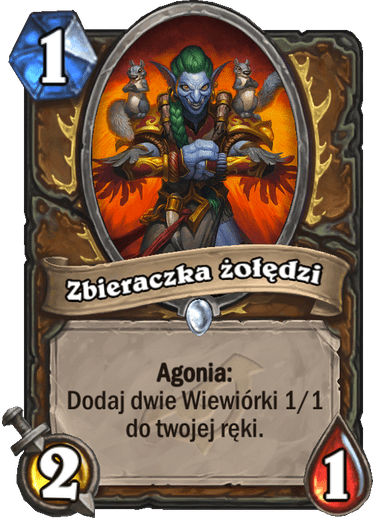 1
Zbieraczka żołędzi
Agonia:
Dodaj dwie Wiewiórki 1/1
do twojej ręki.
2
1